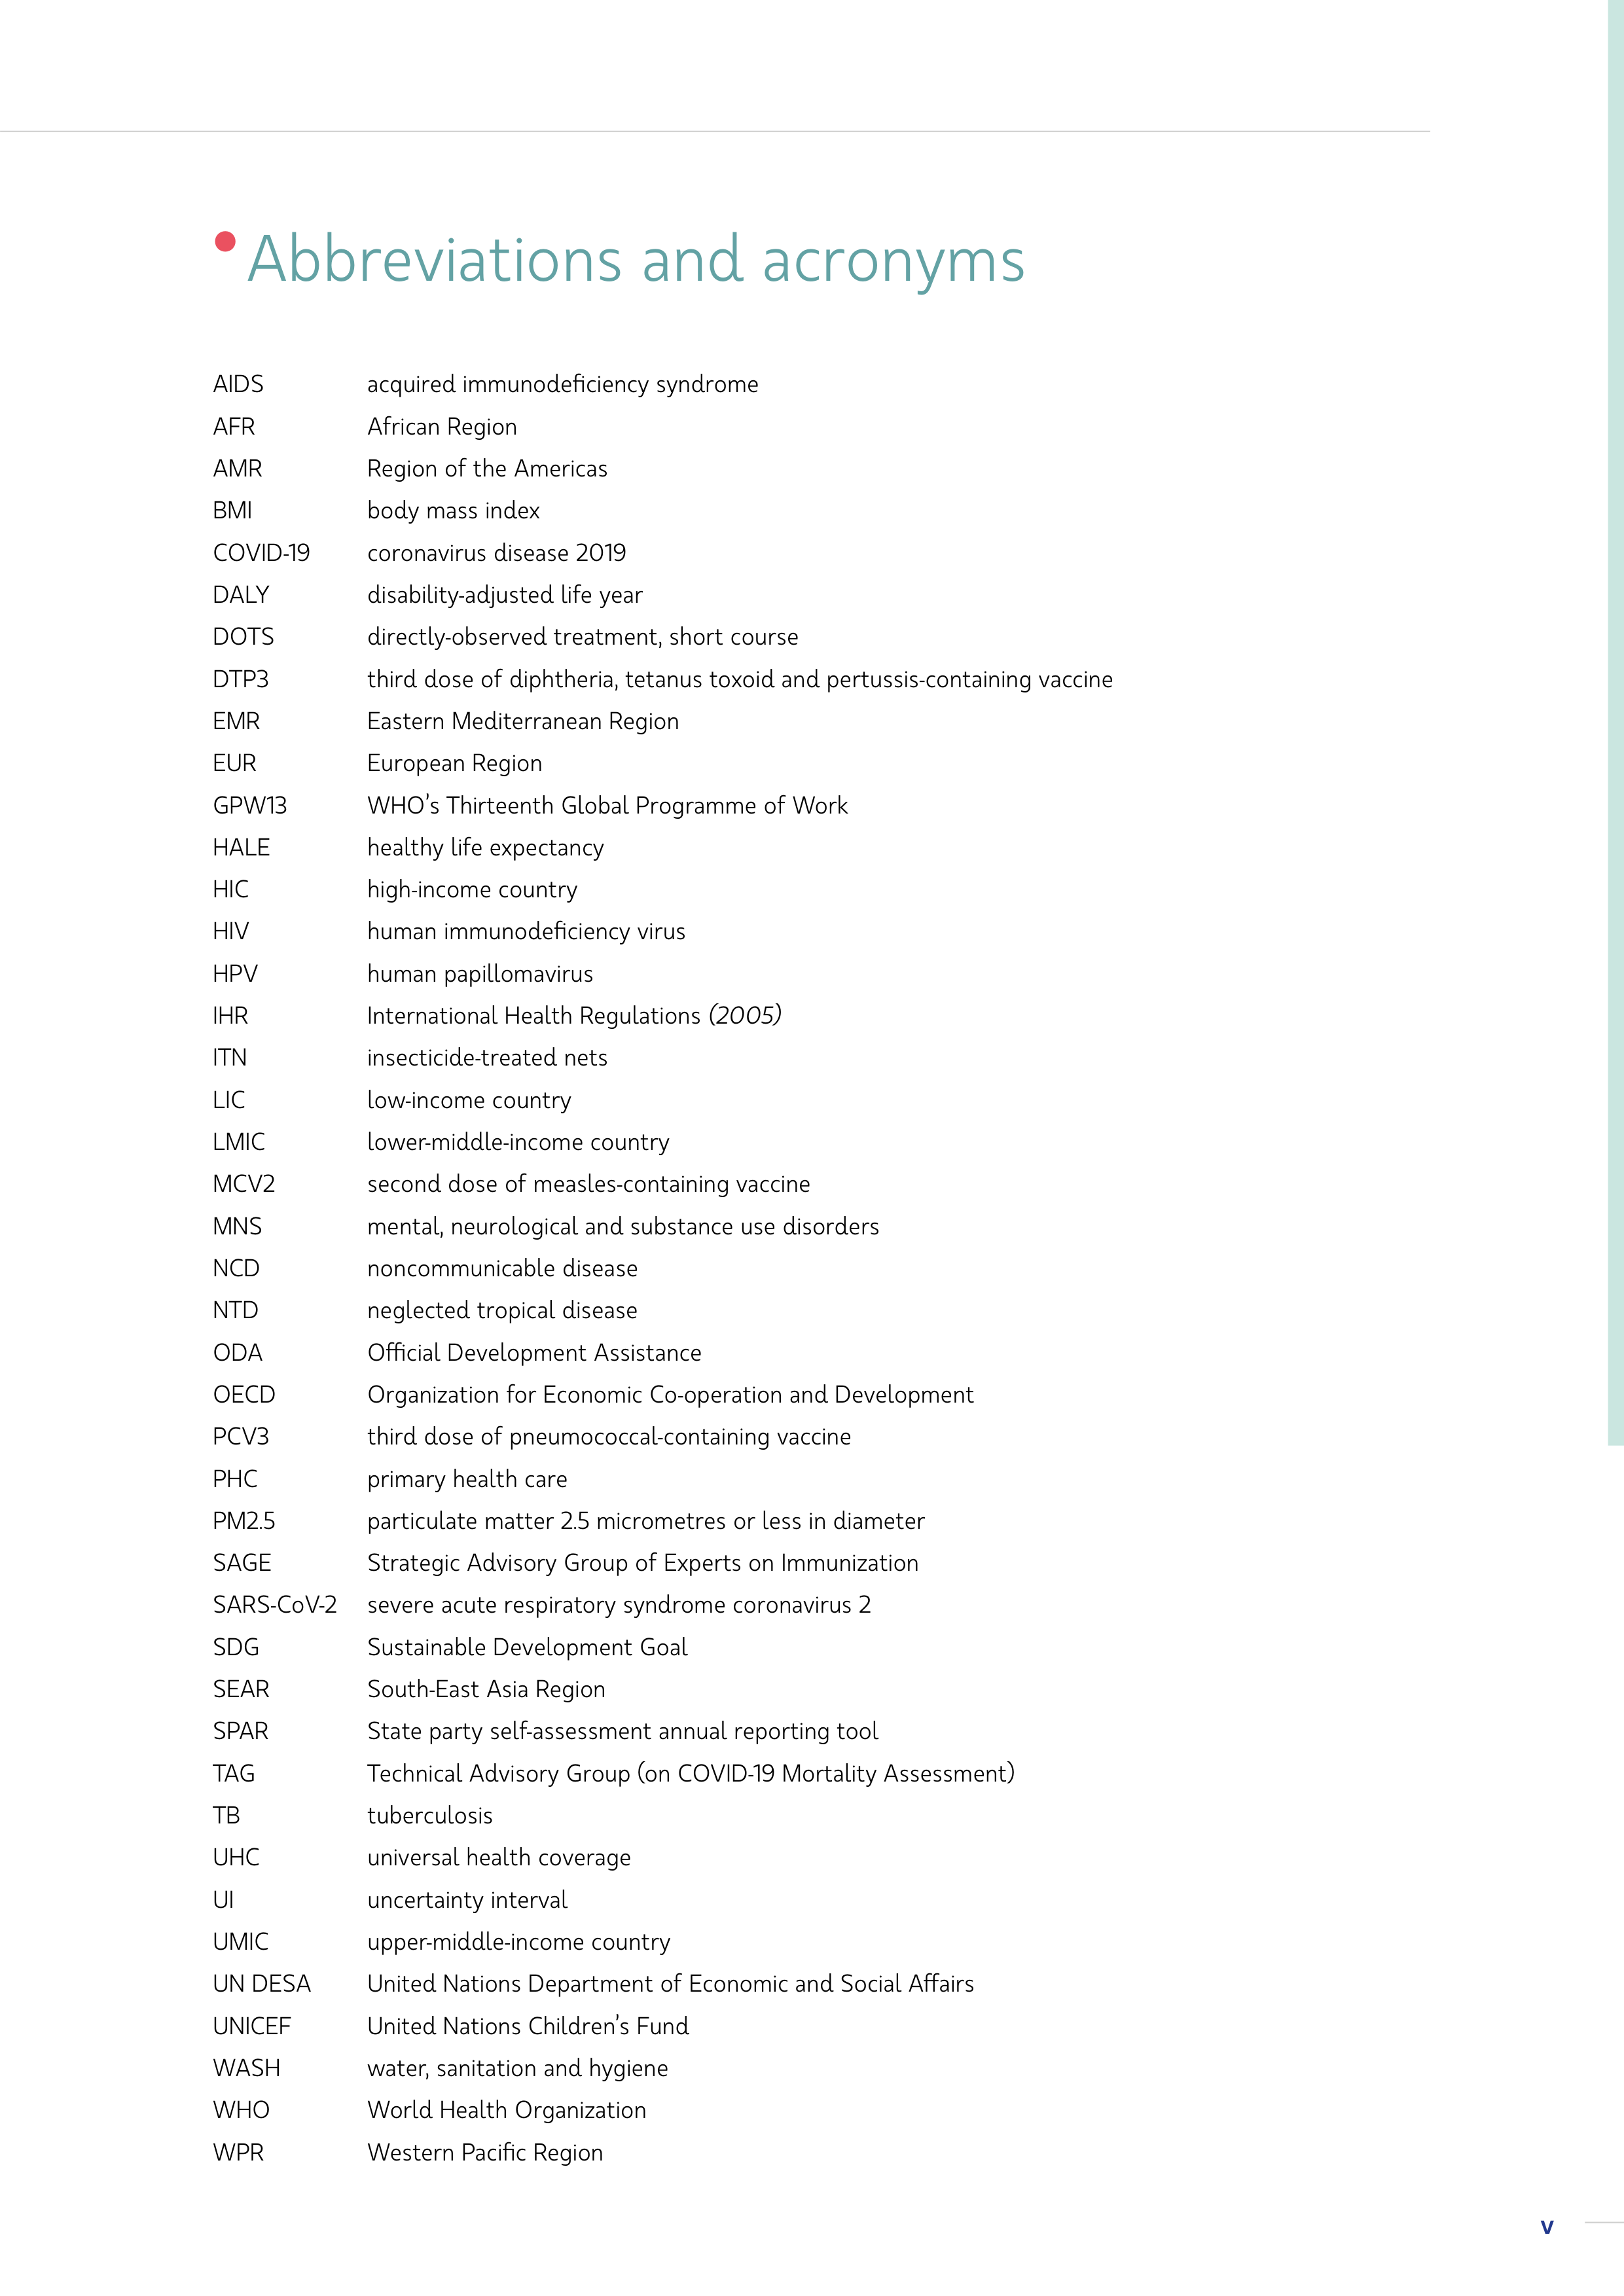 Abbreviations and acronyms
AIDS acquired immunodeficiency syndrome
AFR African Region
AMR Region of the Americas
BMI body mass index
COVID-19 coronavirus disease 2019
DALY disability-adjusted life year
DOTS directly-observed treatment, short course
DTP3 third dose of diphtheria, tetanus toxoid and pertussis-containing vaccine
EMR Eastern Mediterranean Region
EUR European Region
GPW13 WHO’s Thirteenth Global Programme of Work
HALE healthy life expectancy
HIC high-income country
HIV human immunodeficiency virus
HPV human papillomavirus
IHR International Health Regulations (2005)
ITN insecticide-treated nets
LIC low-income country
LMIC lower-middle-income country
MCV2 second dose of measles-containing vaccine
MNS mental, neurological and substance use disorders
NCD noncommunicable disease
NTD neglected tropical disease
ODA Official Development Assistance
OECD Organization for Economic Co-operation and Development
PCV3 third dose of pneumococcal-containing vaccine
PHC primary health care
PM2.5 particulate matter 2.5 micrometres or less in diameter
SAGE Strategic Advisory Group of Experts on Immunization
SARS-CoV-2 severe acute respiratory syndrome coronavirus 2
SDG Sustainable Development Goal
SEAR South-East Asia Region
SPAR State party self-assessment annual reporting tool
TAG Technical Advisory Group (on COVID-19 Mortality Assessment)
TB tuberculosis
UHC universal health coverage
UI uncertainty interval
UMIC upper-middle-income country
UN DESA United Nations Department of Economic and Social Affairs
UNICEF United Nations Children’s Fund
WASH water, sanitation and hygiene
WHO World Health Organization
WPR Western Pacific Region
v